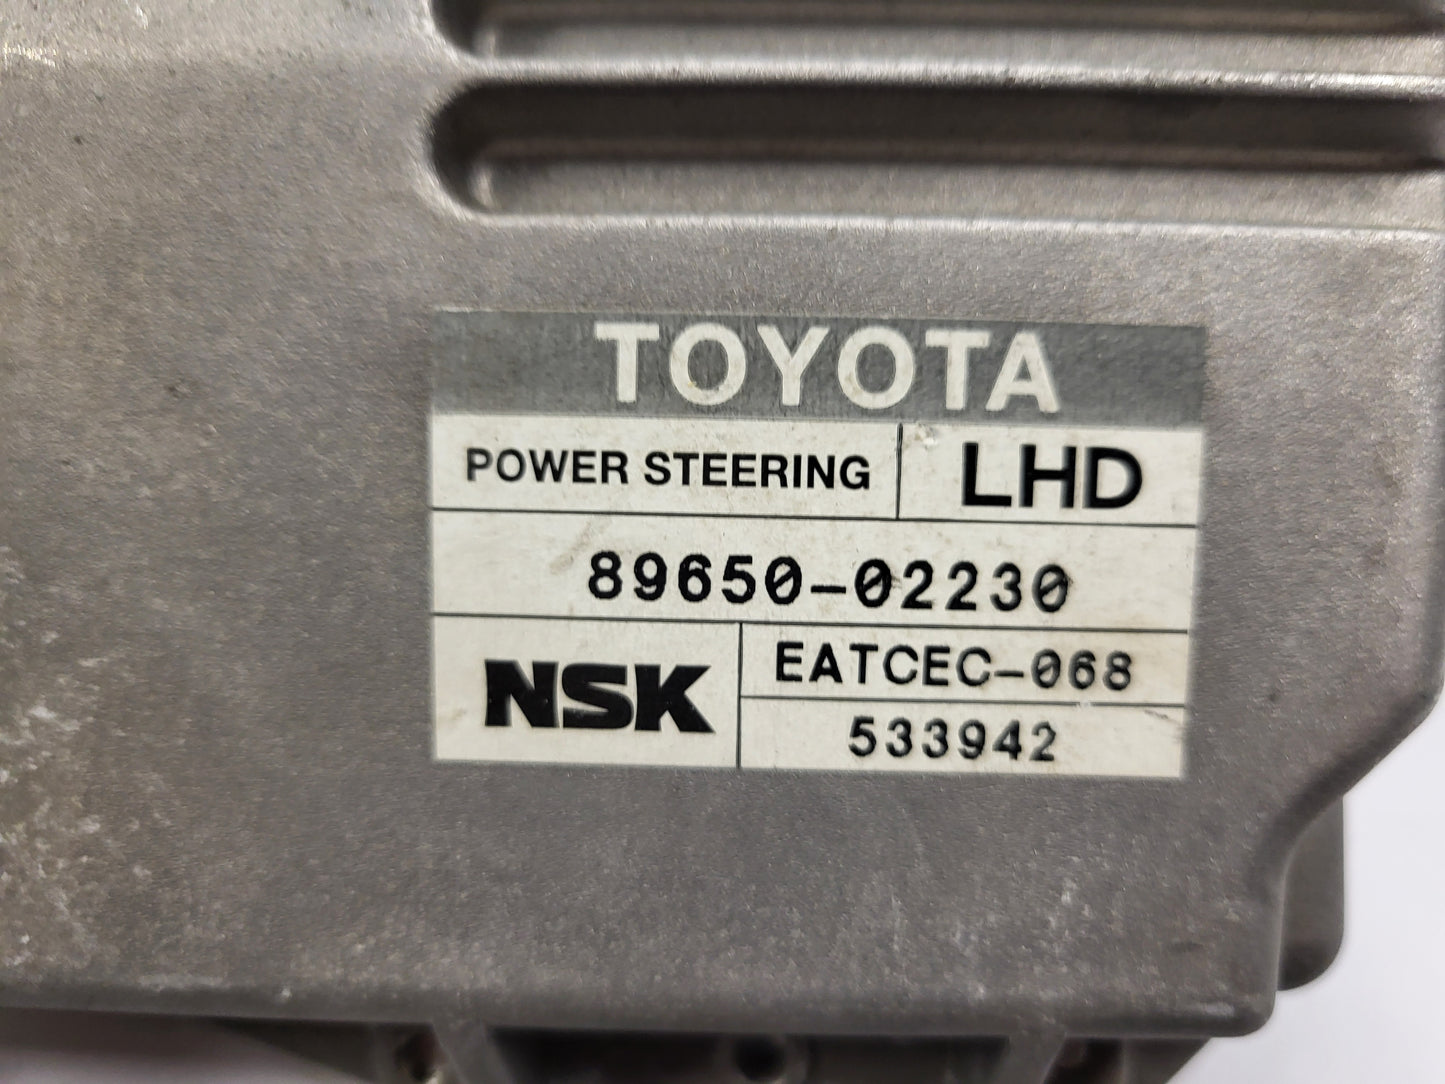 TOYOTA
POWER STEERING LHD
89650-02230
NSK
EATCEC-068
533942